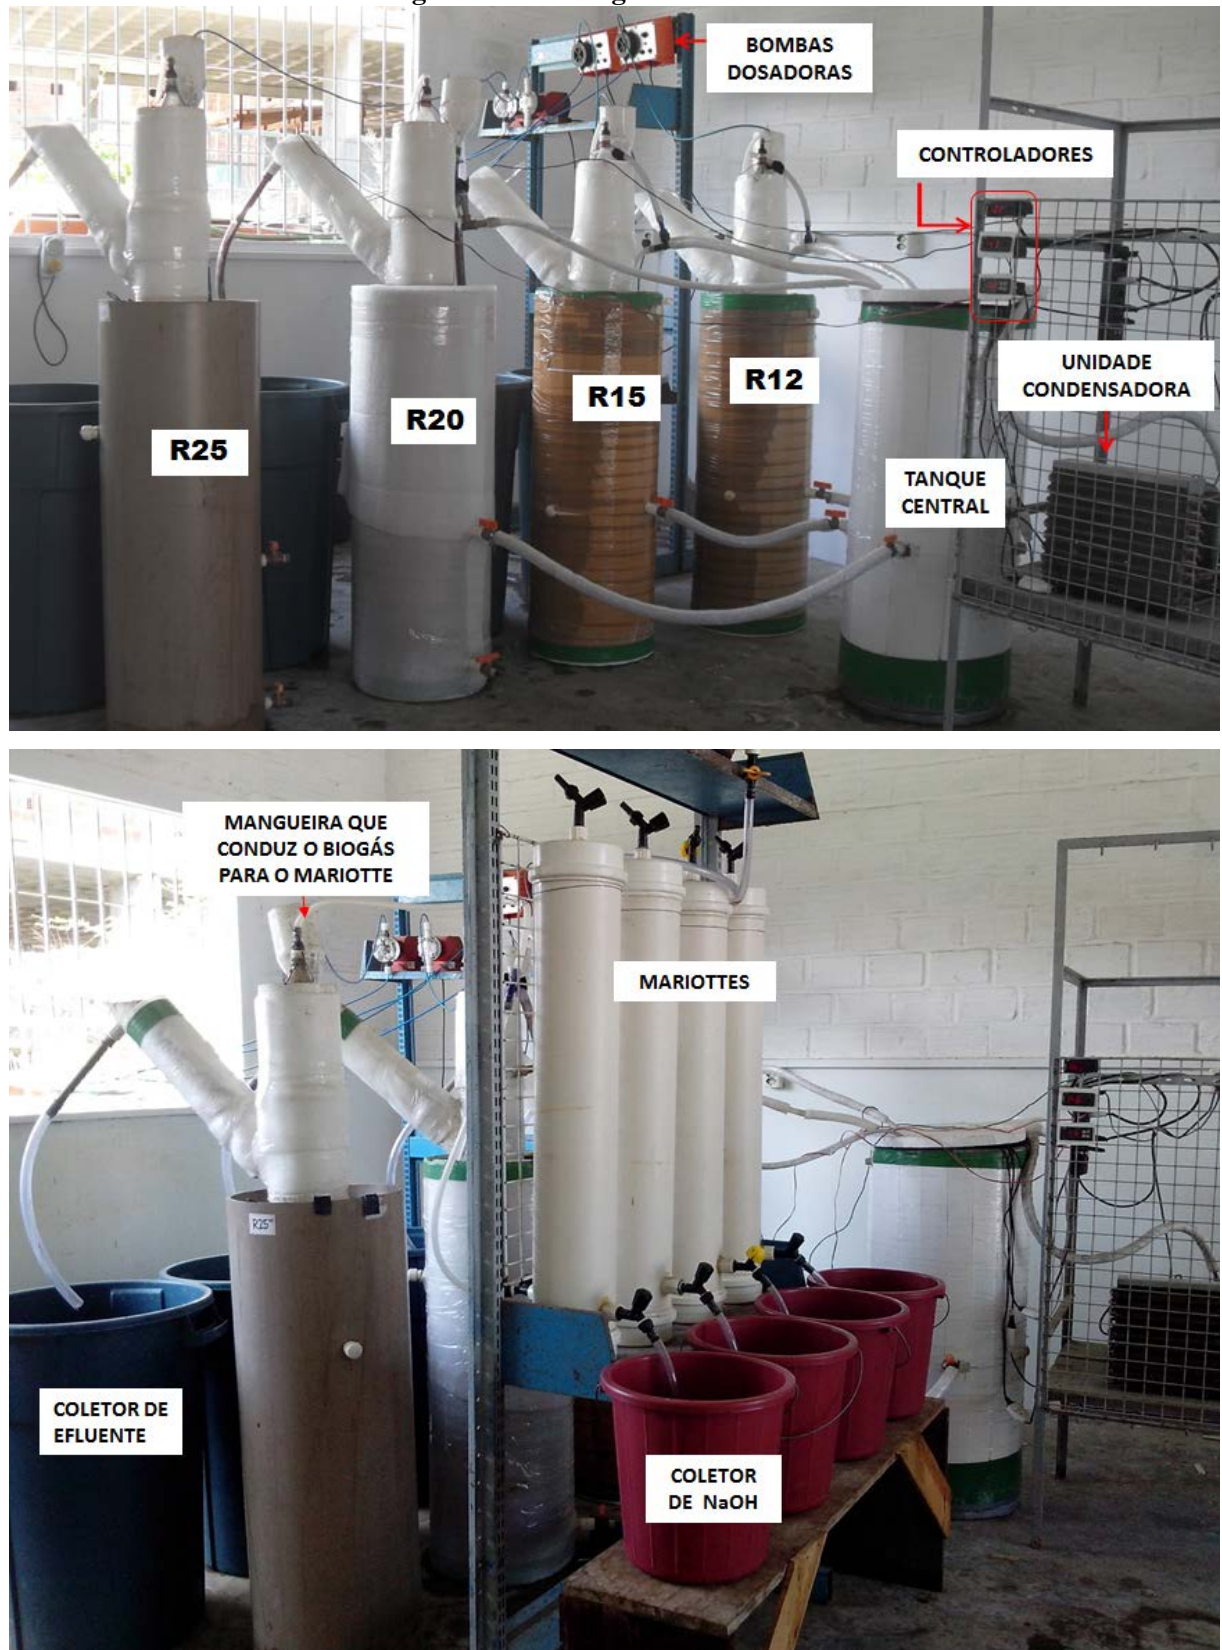 BOMBAS
DOSADORAS
CONTROLADORES
UNIDADE
CONDENSADORA
R12
R15
R20
R25
TANQUE
CENTRAL
MANGUEIRA QUE
CONDUZ O BIOGÁS
PARA O MARIOTTE
MARIOTTES
R25
COLETOR DE
EFLUENTE
COLETOR
DE NaOH